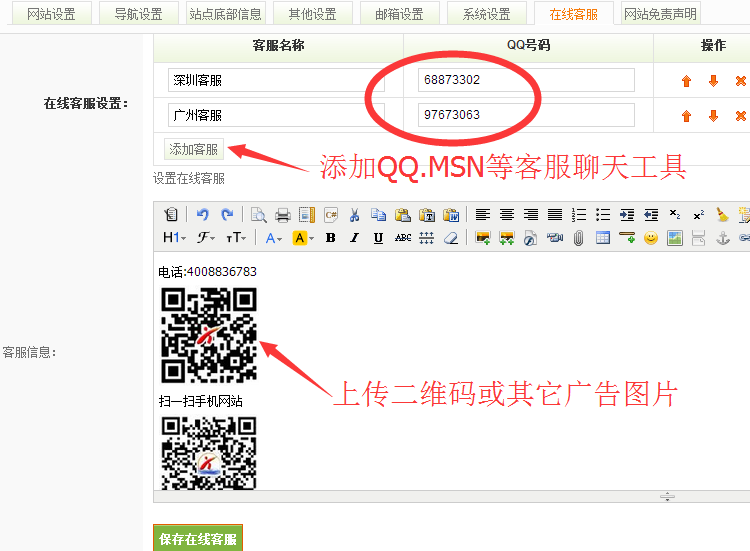 网站设置 导航设置 站点底部信息 其他设置 邮箱设置 系统设置 在线客服 网站免责声明
客服名称 QQ号码 操作
在线客服设置：
深圳客服 68873302
广州客服 97673063
添加客服
添加QQ.MSN等客服聊天工具
设置在线客服
H1 F TT A A B I U ABC
电话:4008836783
客服信息：
上传二维码或其它广告图片
扫一扫手机网站
保存在线客服